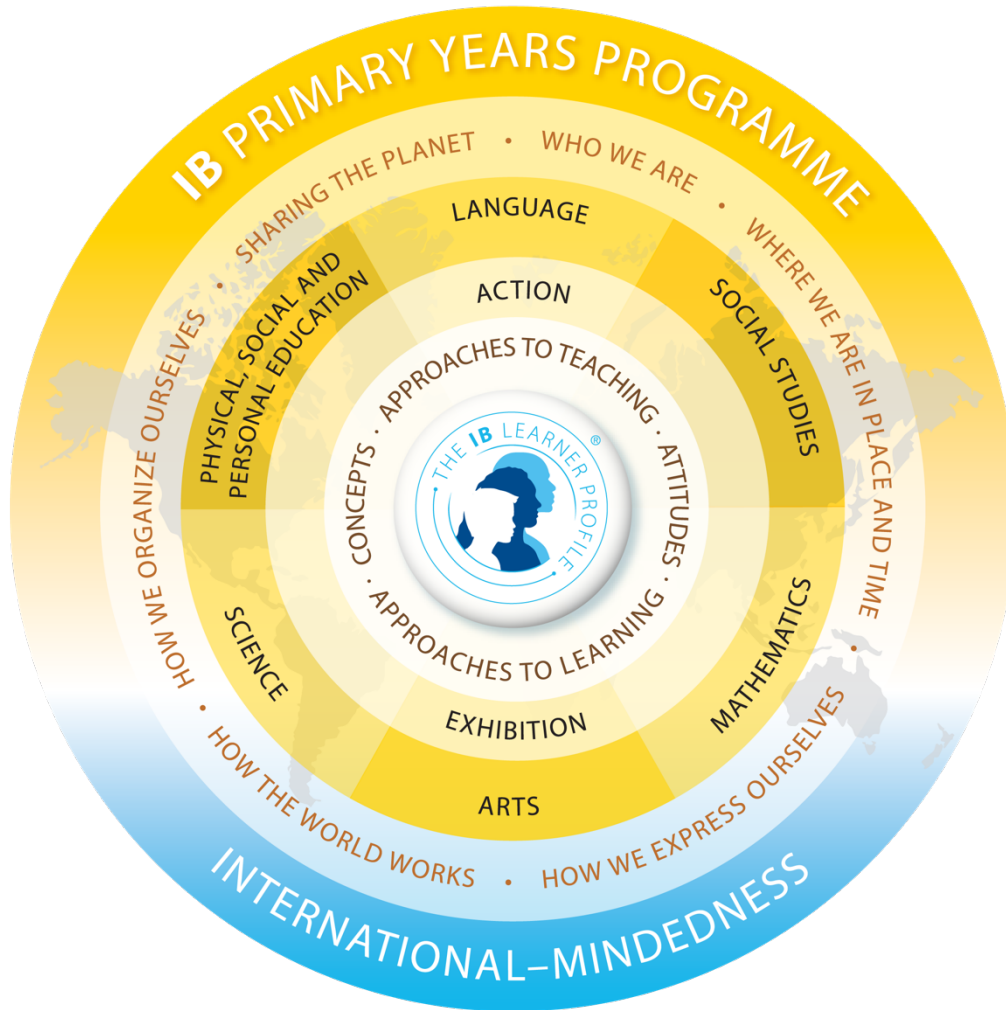 IB PRIMARY YEARS PROGRAMME
SHARING THE PLANET • WHO WE ARE • WHERE WE ARE IN PLACE AND TIME • HOW WE EXPRESS OURSELVES • HOW THE WORLD WORKS • HOW WE ORGANIZE OURSELVES •
LANGUAGE
SOCIAL STUDIES
MATHEMATICS
ARTS
SCIENCE
PHYSICAL, SOCIAL AND
PERSONAL EDUCATION
ACTION
EXHIBITION
APPROACHES TO TEACHING · ATTITUDES · APPROACHES TO LEARNING · CONCEPTS ·
THE IB LEARNER PROFILE ®
INTERNATIONAL–MINDEDNESS